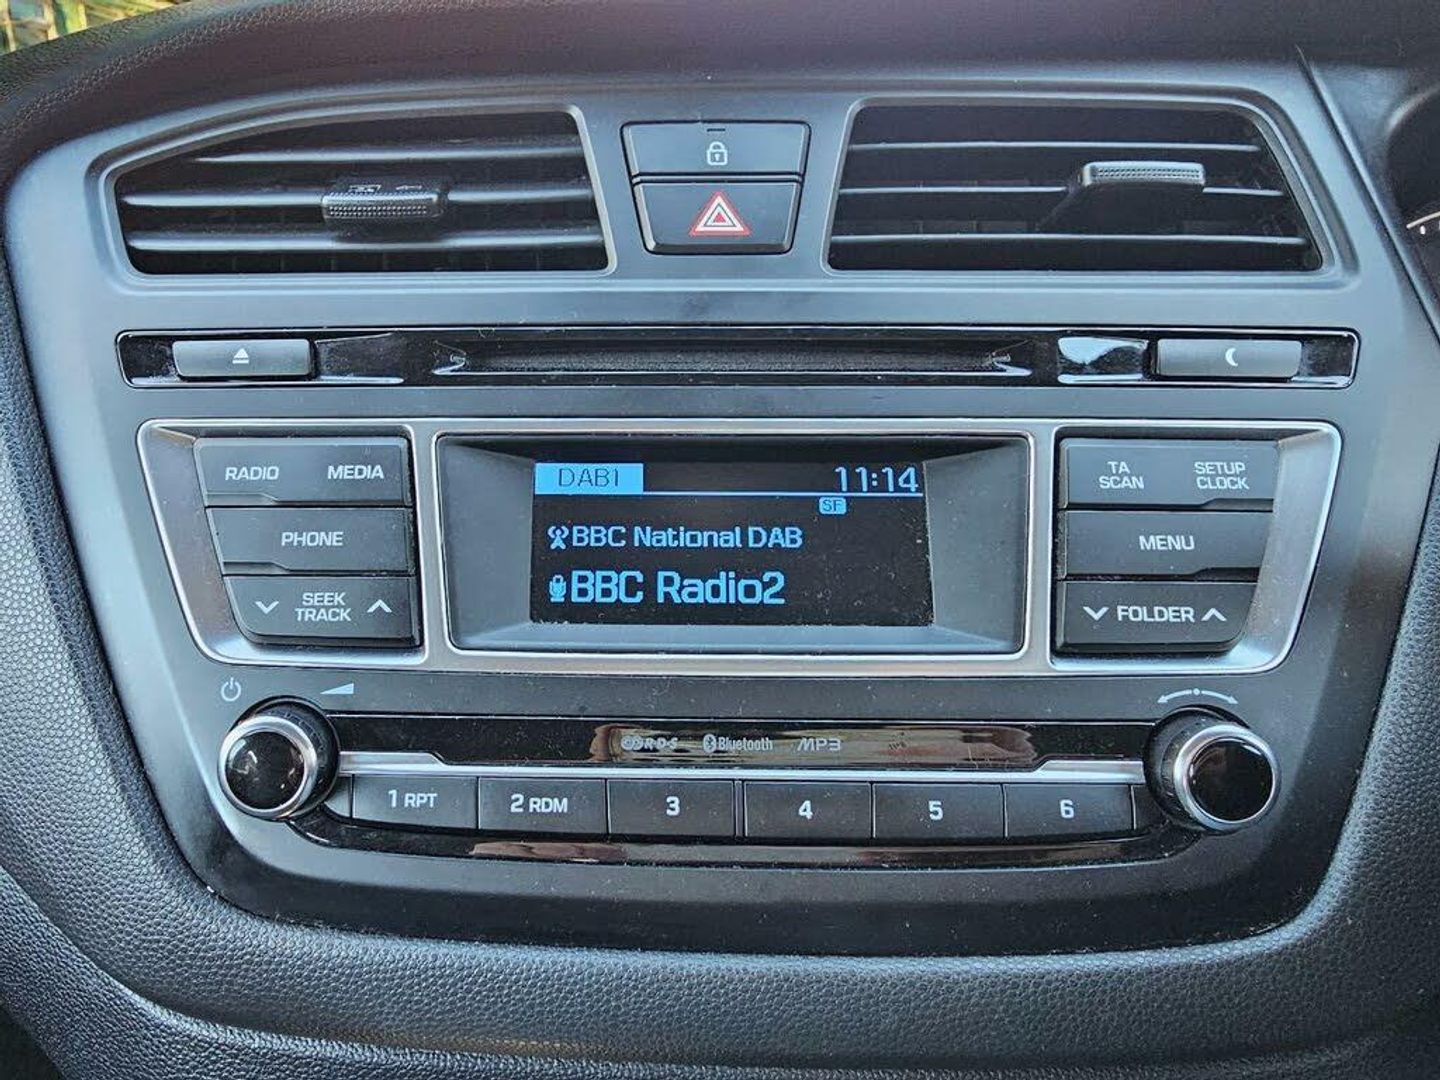 RADIO MEDIA
PHONE
SEEK
TRACK
DAB1 11:14
SF
BBC National DAB
BBC Radio2
TA
SCAN
SETUP
CLOCK
MENU
FOLDER
RDS Bluetooth MP3
1 RPT 2 RDM 3 4 5 6